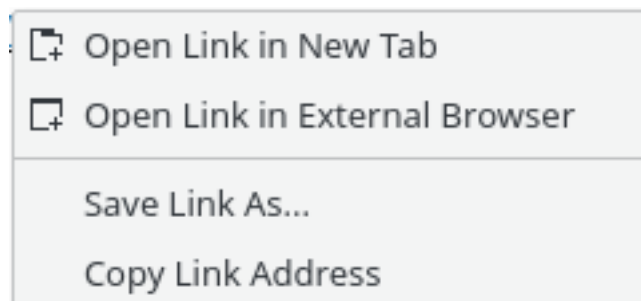 Open Link in New Tab
Open Link in External Browser
Save Link As...
Copy Link Address